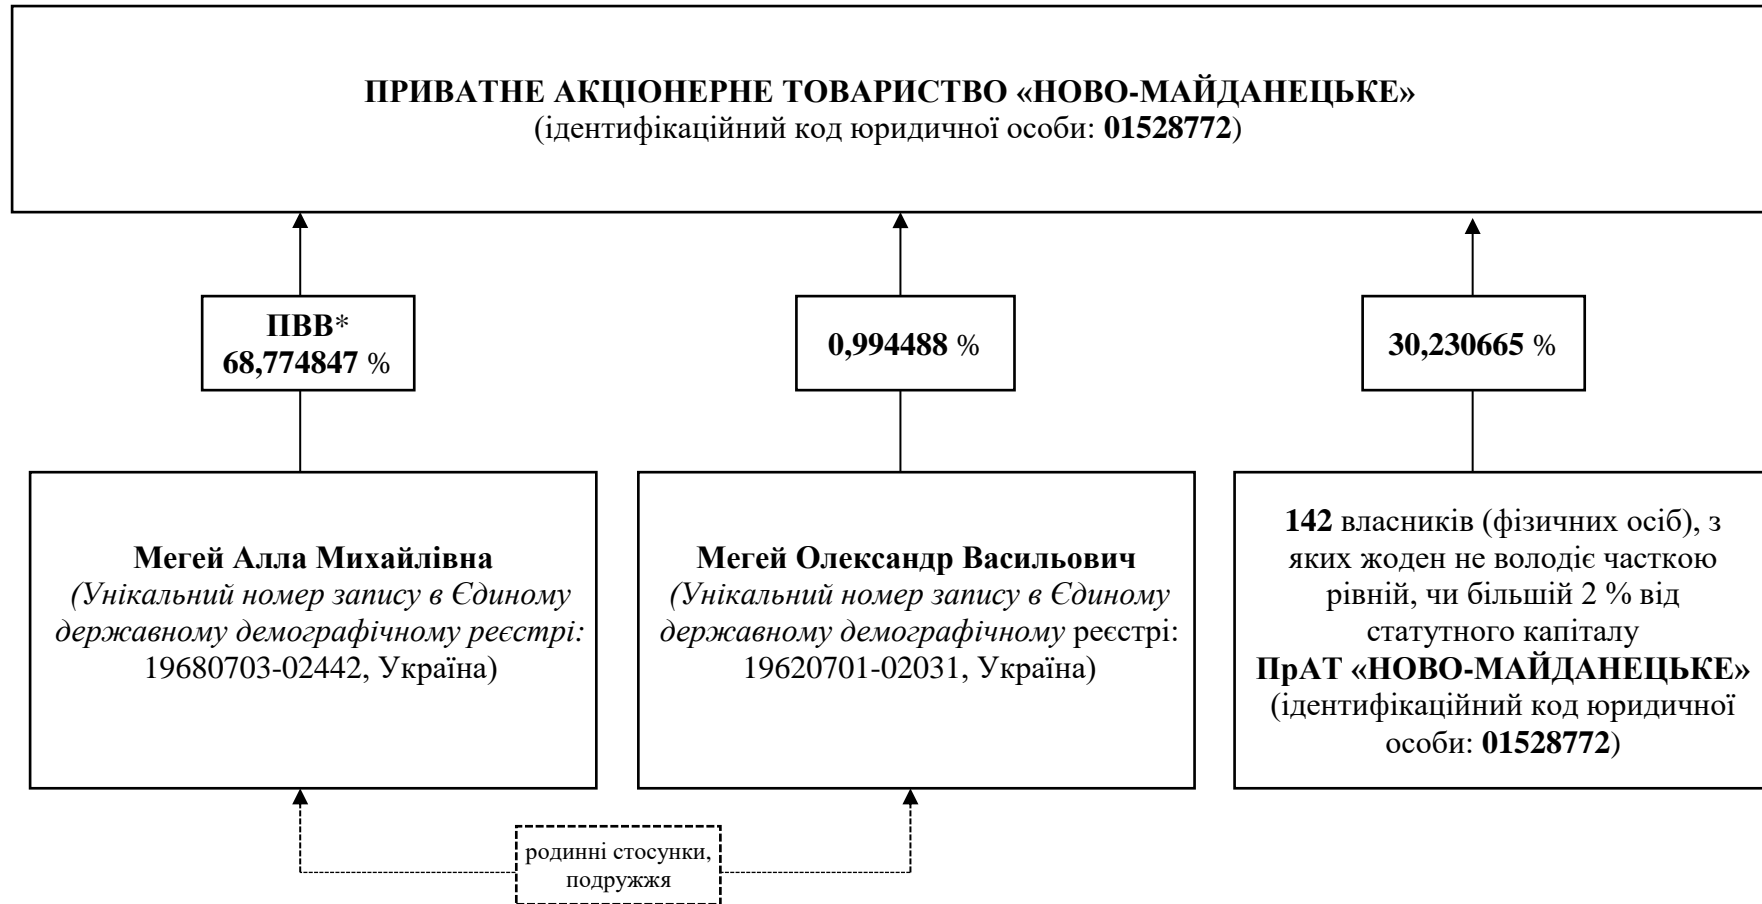 ПРИВАТНЕ АКЦІОНЕРНЕ ТОВАРИСТВО «НОВО-МАЙДАНЕЦЬКЕ»
(ідентифікаційний код юридичної особи: 01528772)
ПВВ*
68,774847 %
0,994488 %
30,230665 %
Мегей Алла Михайлівна
(Унікальний номер запису в Єдиному
державному демографічному реєстрі:
19680703-02442, Україна)
Мегей Олександр Васильович
(Унікальний номер запису в Єдиному
державному демографічному реєстрі:
19620701-02031, Україна)
142 власників (фізичних осіб), з
яких жоден не володіє часткою
рівній, чи більшій 2 % від
статутного капіталу
ПрАТ «НОВО-МАЙДАНЕЦЬКЕ»
(ідентифікаційний код юридичної
особи: 01528772)
родинні стосунки,
подружжя